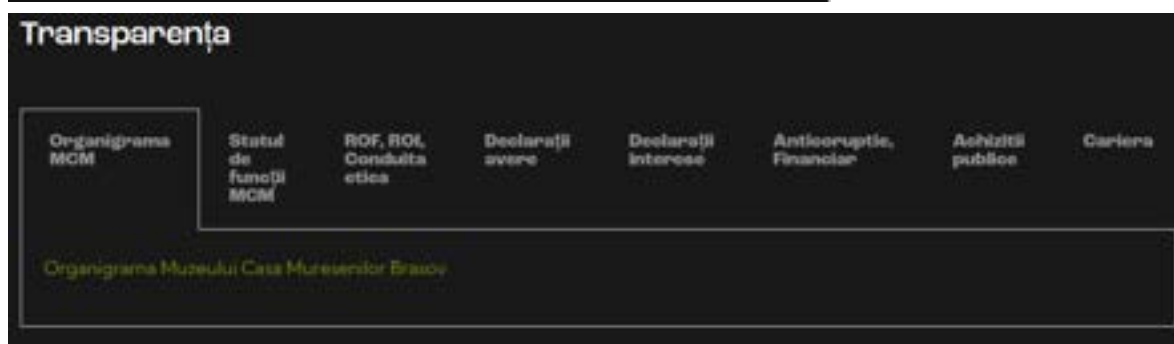 Transparența
Organigrama
MCM
Statul
de
funcții
MCM
ROF, ROI,
Conduita
etica
Declarații
avere
Declarații
interese
Anticoruptie,
Financiar
Achizitii
publice
Cariera
Organigrama Muzeului Casa Muresenilor Brasov